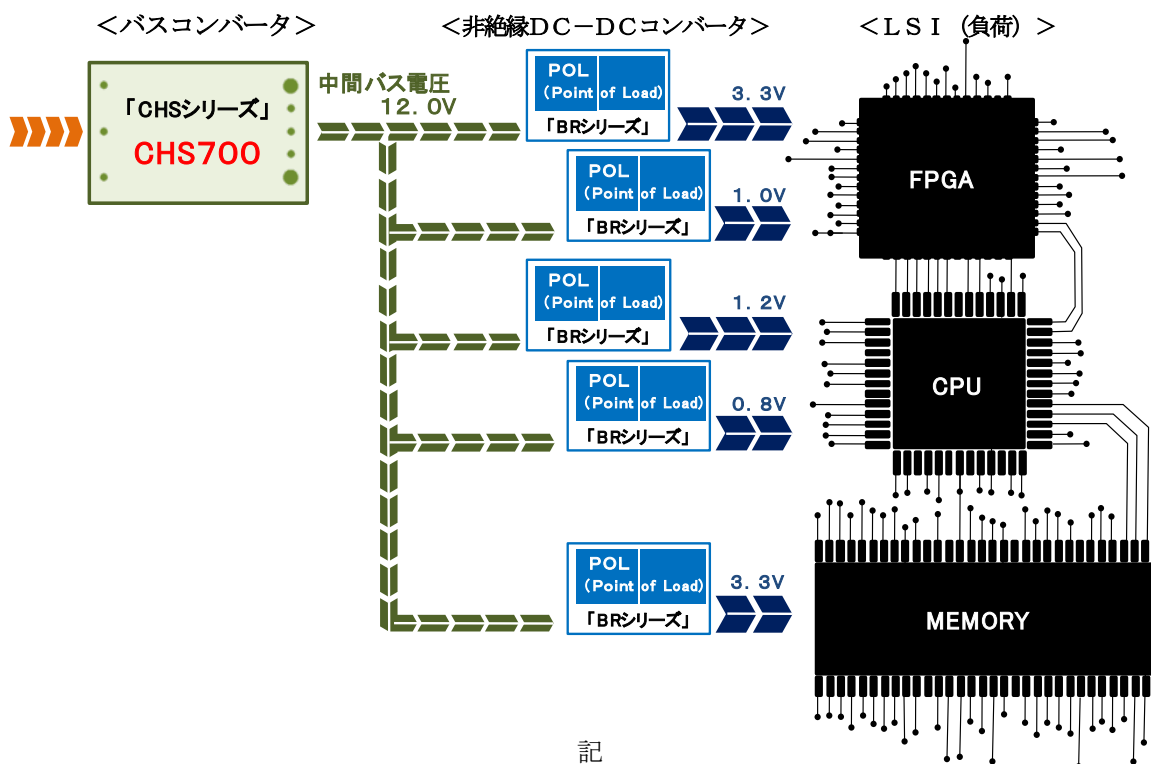 ＜バスコンバータ＞
＜非絶縁ＤＣ－ＤＣコンバータ＞
＜ＬＳＩ（負荷）＞
「CHSシリーズ」
CHS700
中間バス電圧
12.0V
POL
(Point of Load)
「BRシリーズ」
3.3V
POL
(Point of Load)
「BRシリーズ」
1.0V
FPGA
POL
(Point of Load)
「BRシリーズ」
1.2V
POL
(Point of Load)
「BRシリーズ」
0.8V
CPU
POL
(Point of Load)
「BRシリーズ」
3.3V
MEMORY
記